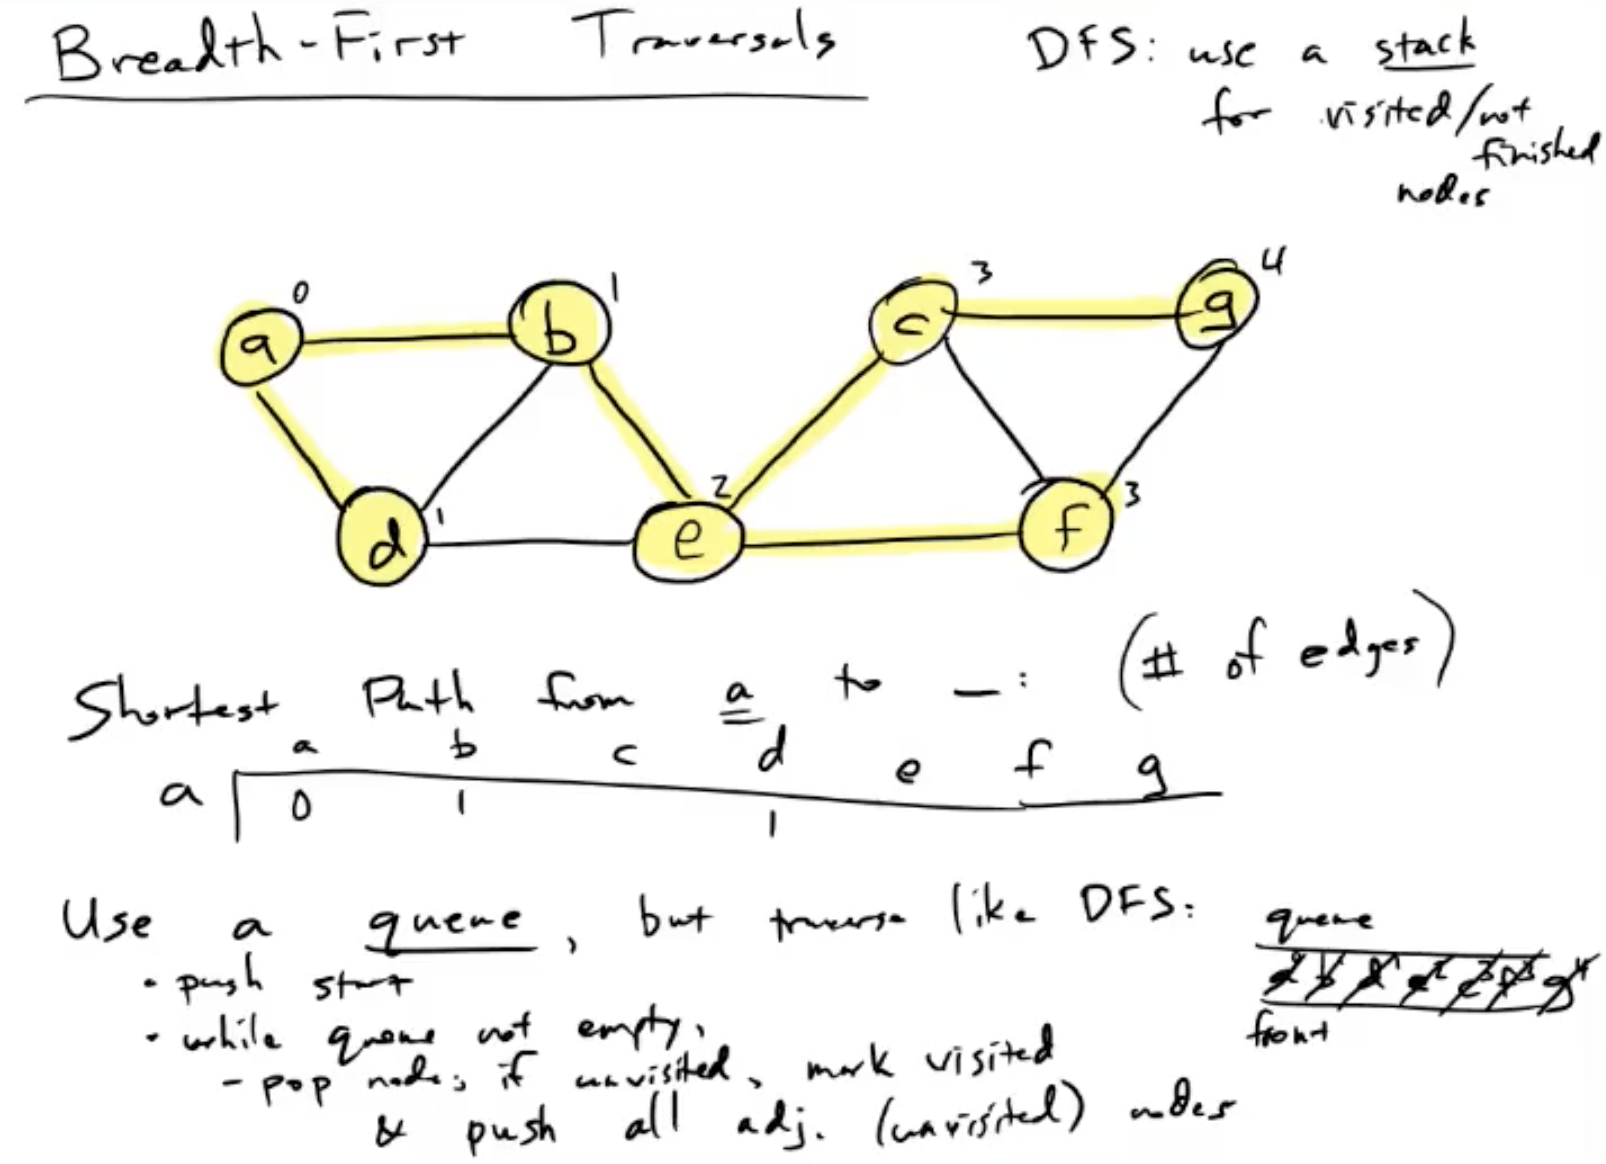 Breadth-First Traversals
DFS: use a stack
for visited/not
finished
nodes
a 0
b 1
c 3
g 4
d 1
e 2
f 3
Shortest Path from a to _: (# of edges)
a b c d e f g
a 0 1 1
Use a queue, but traverse like DFS:
• push start
• while queue not empty,
- pop node; if unvisited, mark visited
& push all adj. (unvisited) nodes
queue
front